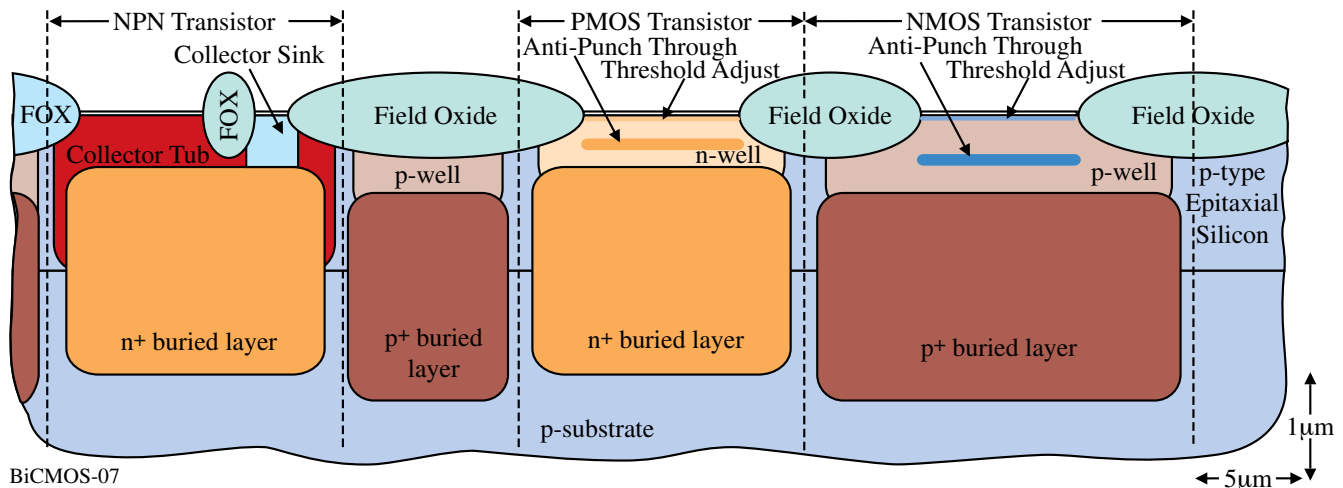 NPN Transistor
PMOS Transistor
NMOS Transistor
Collector Sink
Anti-Punch Through
Threshold Adjust
Anti-Punch Through
Threshold Adjust
FOX
FOX
Field Oxide
Field Oxide
Field Oxide
Collector Tub
p-well
n-well
p-well
p-type
Epitaxial
Silicon
n+ buried layer
p+ buried
layer
n+ buried layer
p+ buried layer
p-substrate
1μm
5μm
BiCMOS-07